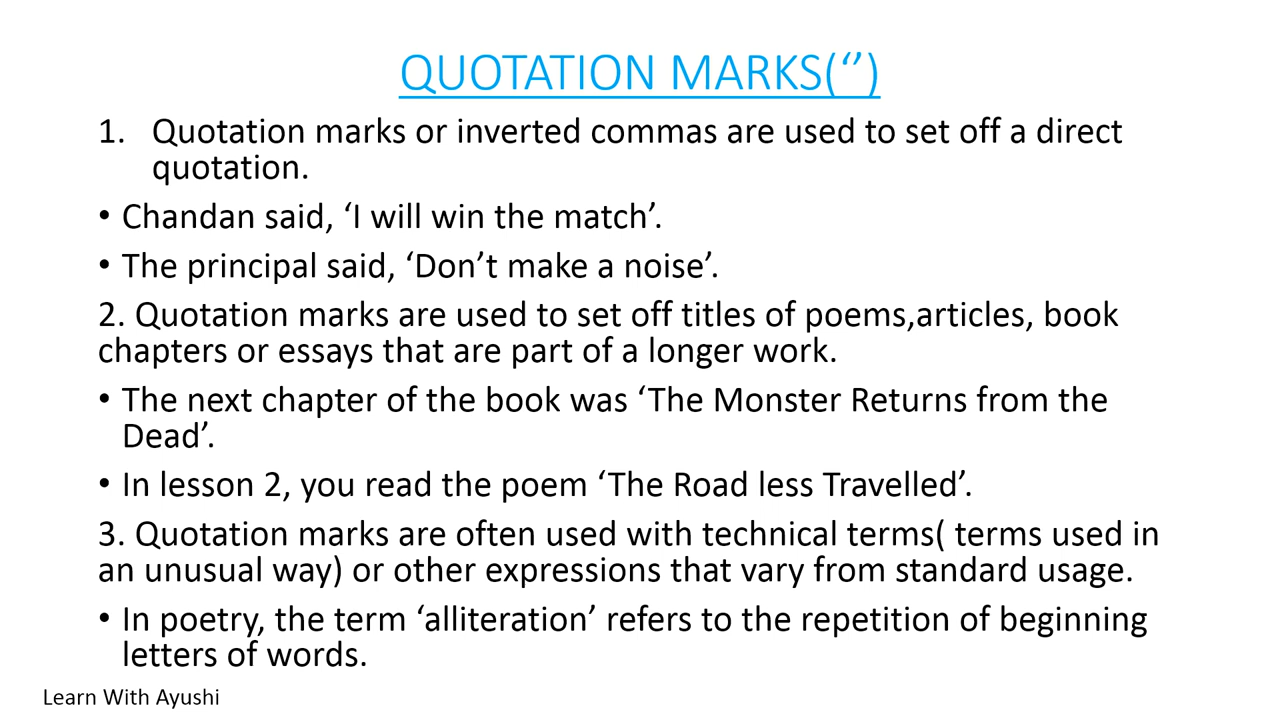 QUOTATION MARKS(‘’)
1. Quotation marks or inverted commas are used to set off a direct
quotation.
• Chandan said, ‘I will win the match’.
• The principal said, ‘Don’t make a noise’.
2. Quotation marks are used to set off titles of poems,articles, book
chapters or essays that are part of a longer work.
• The next chapter of the book was ‘The Monster Returns from the
Dead’.
• In lesson 2, you read the poem ‘The Road less Travelled’.
3. Quotation marks are often used with technical terms( terms used in
an unusual way) or other expressions that vary from standard usage.
• In poetry, the term ‘alliteration’ refers to the repetition of beginning
letters of words.
Learn With Ayushi